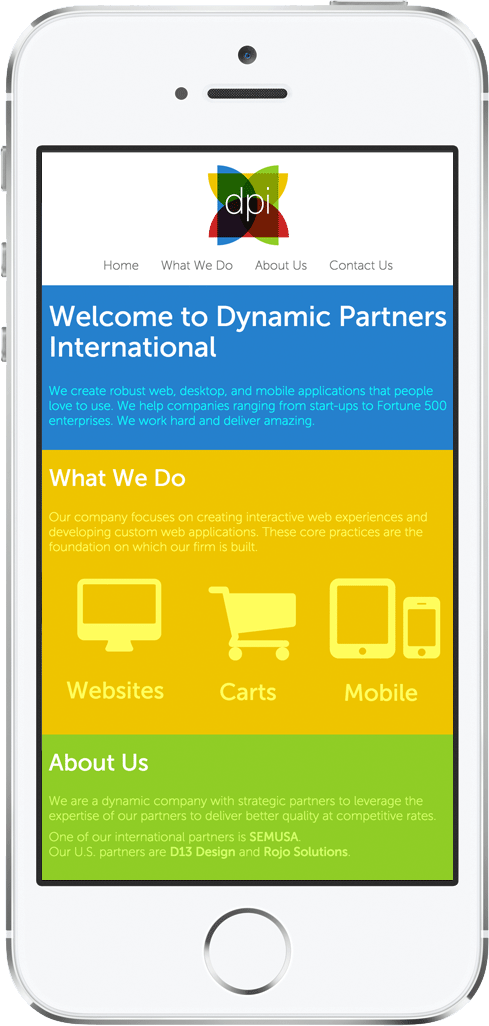 dpi
Home What We Do About Us Contact Us
Welcome to Dynamic Partners
International
We create robust web, desktop, and mobile applications that people
love to use. We help companies ranging from start-ups to Fortune 500
enterprises. We work hard and deliver amazing.
What We Do
Our company focuses on creating interactive web experiences and
developing custom web applications. These core practices are the
foundation on which our firm is built.
Websites Carts Mobile
About Us
We are a dynamic company with strategic partners to leverage the
expertise of our partners to deliver better quality at competitive rates.
One of our international partners is SEMUSA.
Our U.S. partners are D13 Design and Rojo Solutions.